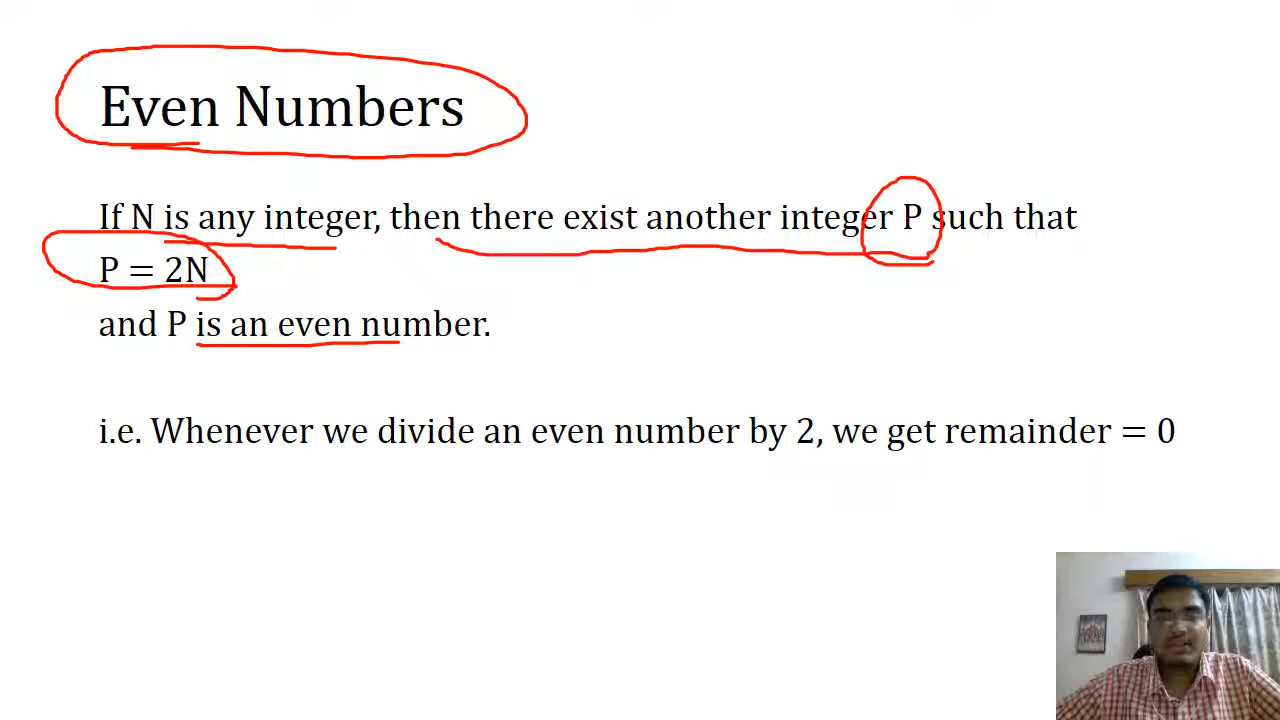 Even Numbers
If N is any integer, then there exist another integer P such that
P = 2N
and P is an even number.
i.e. Whenever we divide an even number by 2, we get remainder = 0